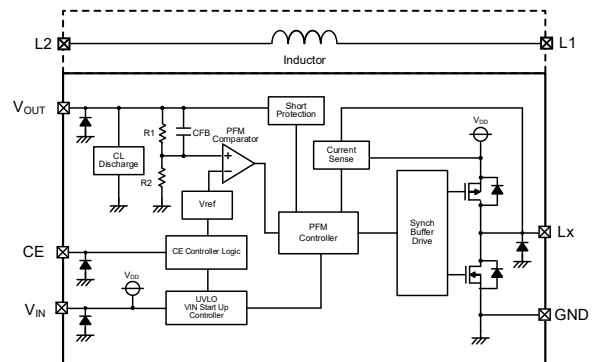 L2
L1
Inductor
VOUT
Short
Protection
R1
CFB
PFM
Comparator
VDD
CL
Discharge
+
−
Current
Sense
R2
Vref
PFM
Controller
Synch
Buffer
Drive
Lx
CE
CE Controller Logic
VDD
VIN
UVLO
VIN Start Up
Controller
GND